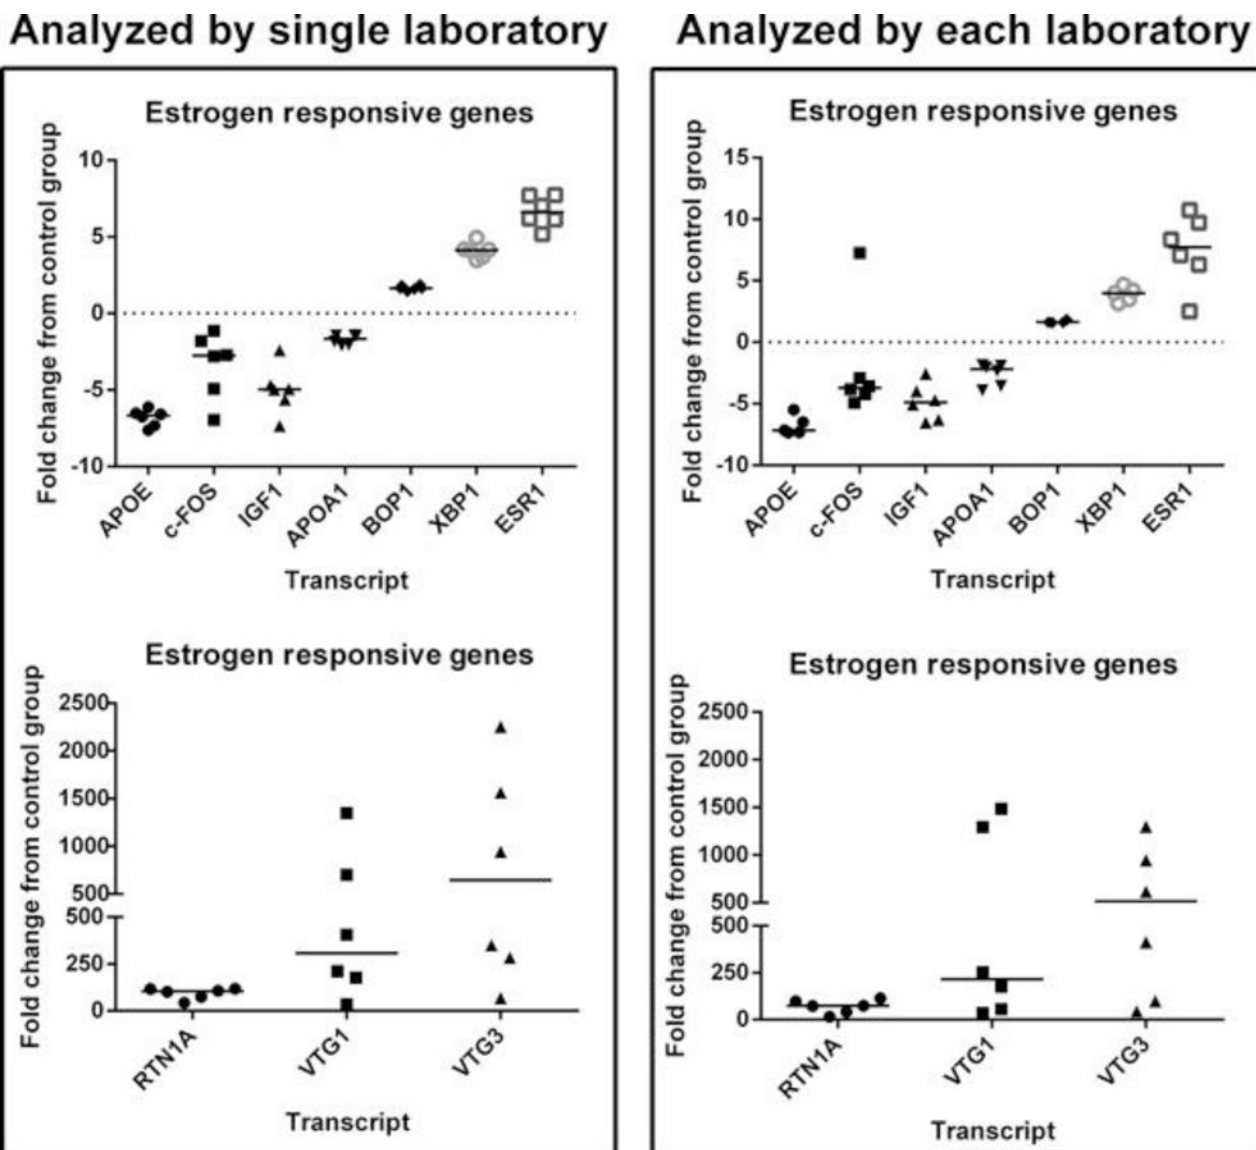 Analyzed by single laboratory
Analyzed by each laboratory
Estrogen responsive genes
Fold change from control group
10
5
0
-5
-10
APOE
c-FOS
IGF1
APOA1
BOP1
XBP1
ESR1
Transcript
Estrogen responsive genes
Fold change from control group
15
10
5
0
-5
-10
APOE
c-FOS
IGF1
APOA1
BOP1
XBP1
ESR1
Transcript
Estrogen responsive genes
Fold change from control group
2500
2000
1500
1000
500
500
250
0
RTN1A
VTG1
VTG3
Transcript
Estrogen responsive genes
Fold change from control group
2500
2000
1500
1000
500
500
250
0
RTN1A
VTG1
VTG3
Transcript